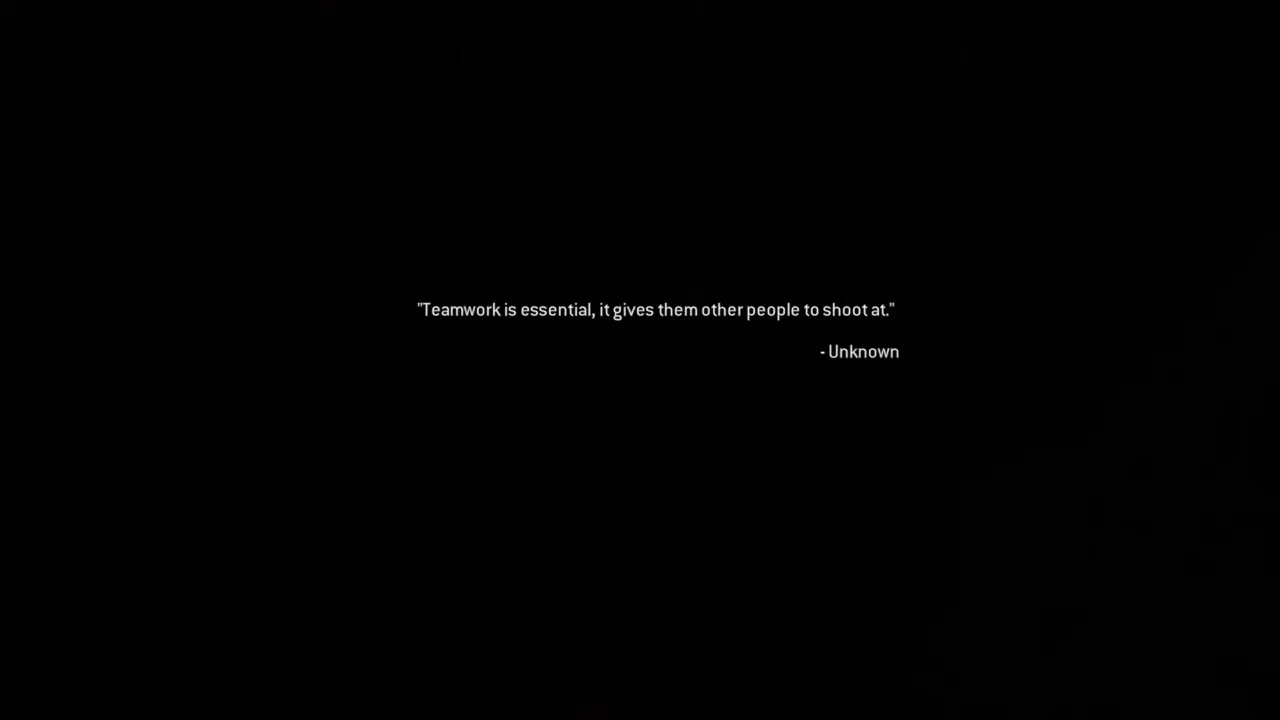 "Teamwork is essential, it gives them other people to shoot at."
- Unknown